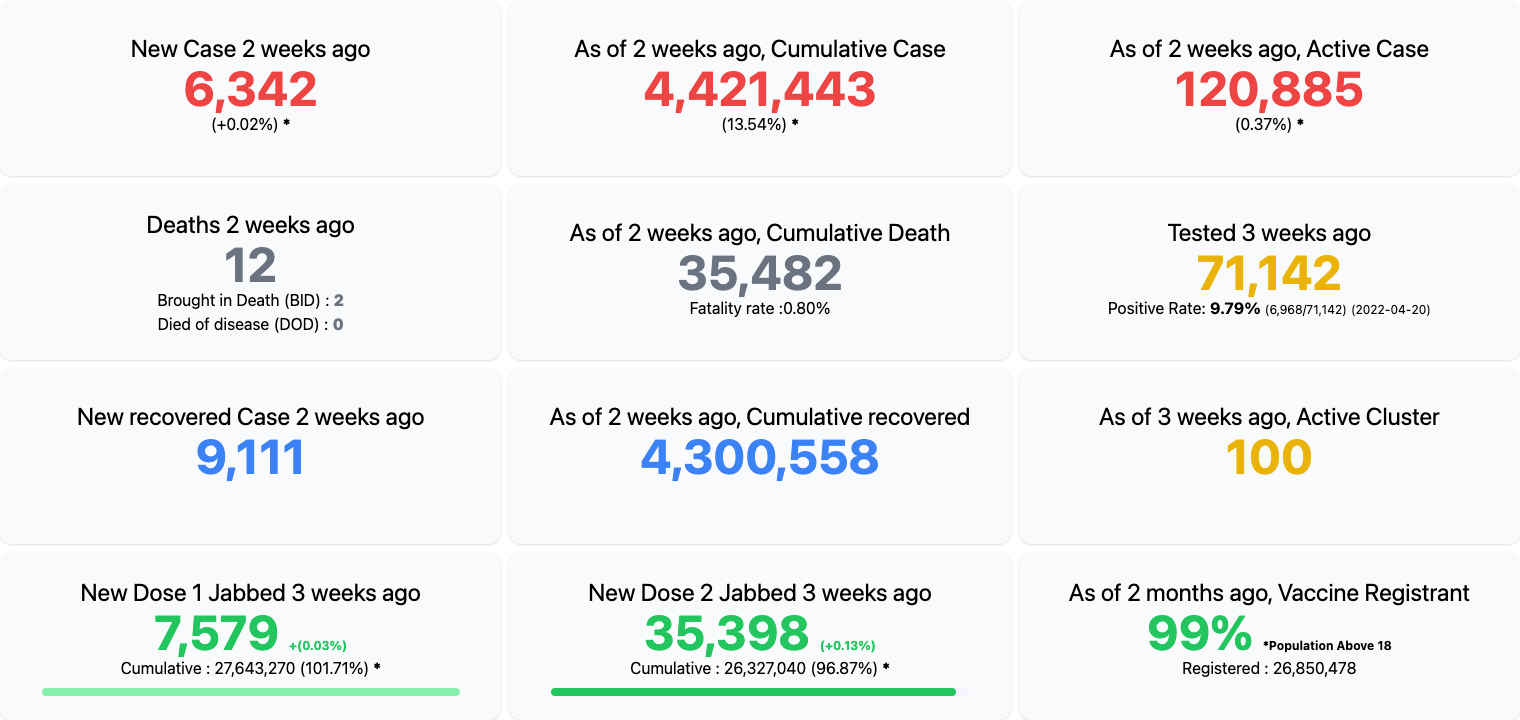 New Case 2 weeks ago
6,342
(+0.02%) *
As of 2 weeks ago, Cumulative Case
4,421,443
(13.54%) *
As of 2 weeks ago, Active Case
120,885
(0.37%) *
Deaths 2 weeks ago
12
Brought in Death (BID) : 2
Died of disease (DOD) : 0
As of 2 weeks ago, Cumulative Death
35,482
Fatality rate :0.80%
Tested 3 weeks ago
71,142
Positive Rate: 9.79% (6,968/71,142) (2022-04-20)
New recovered Case 2 weeks ago
9,111
As of 2 weeks ago, Cumulative recovered
4,300,558
As of 3 weeks ago, Active Cluster
100
New Dose 1 Jabbed 3 weeks ago
7,579 +(0.03%)
Cumulative : 27,643,270 (101.71%) *
New Dose 2 Jabbed 3 weeks ago
35,398 (+0.13%)
Cumulative : 26,327,040 (96.87%) *
As of 2 months ago, Vaccine Registrant
99% *Population Above 18
Registered : 26,850,478